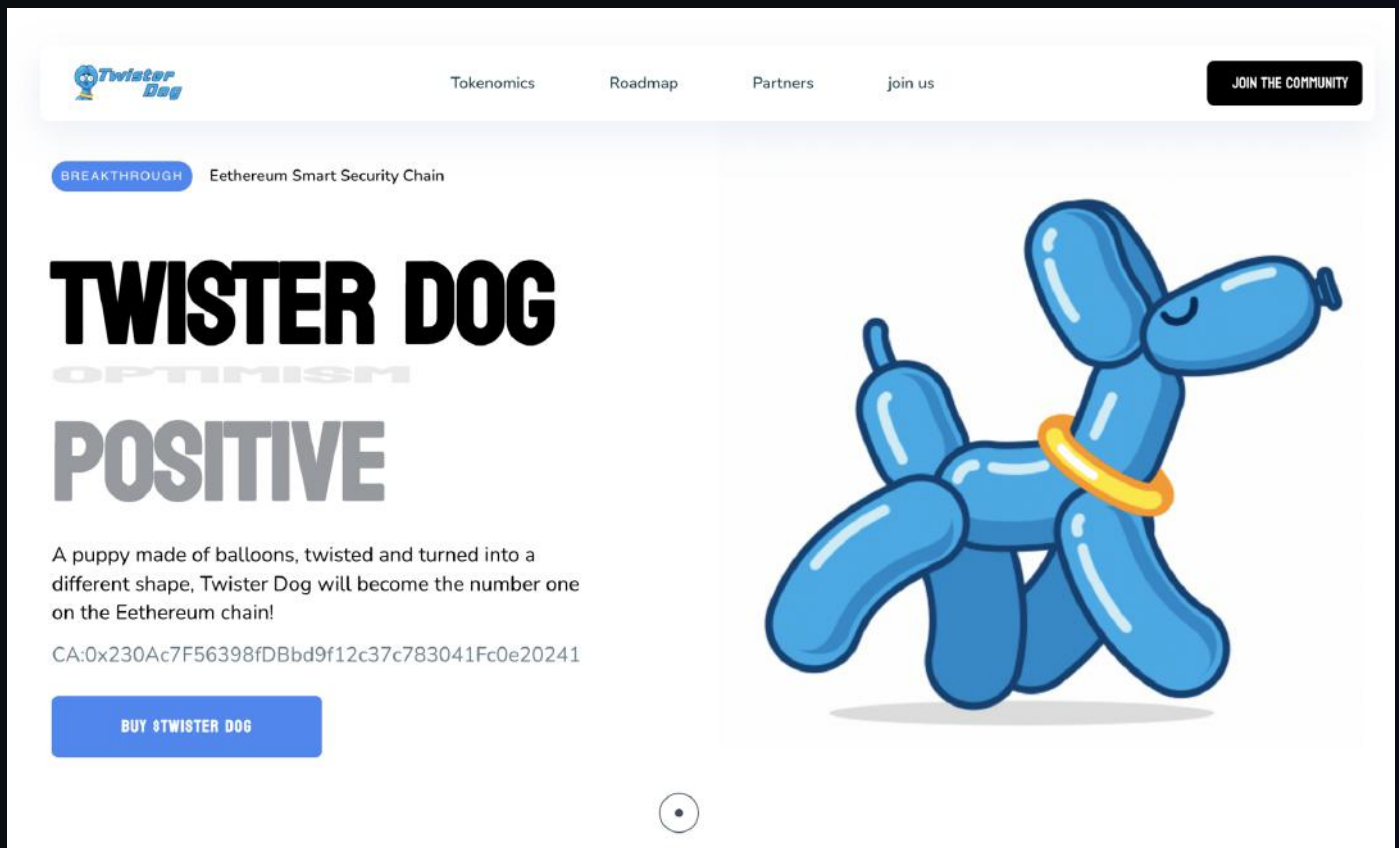 Twister
Dog
Tokenomics
Roadmap
Partners
join us
JOIN THE COMMUNITY
BREAKTHROUGH
Eethereum Smart Security Chain
TWISTER DOG
OPTIMISM
POSITIVE
A puppy made of balloons, twisted and turned into a
different shape, Twister Dog will become the number one
on the Eethereum chain!
CA:0x230Ac7F56398fDBbd9f12c37c783041Fc0e20241
BUY $TWISTER DOG